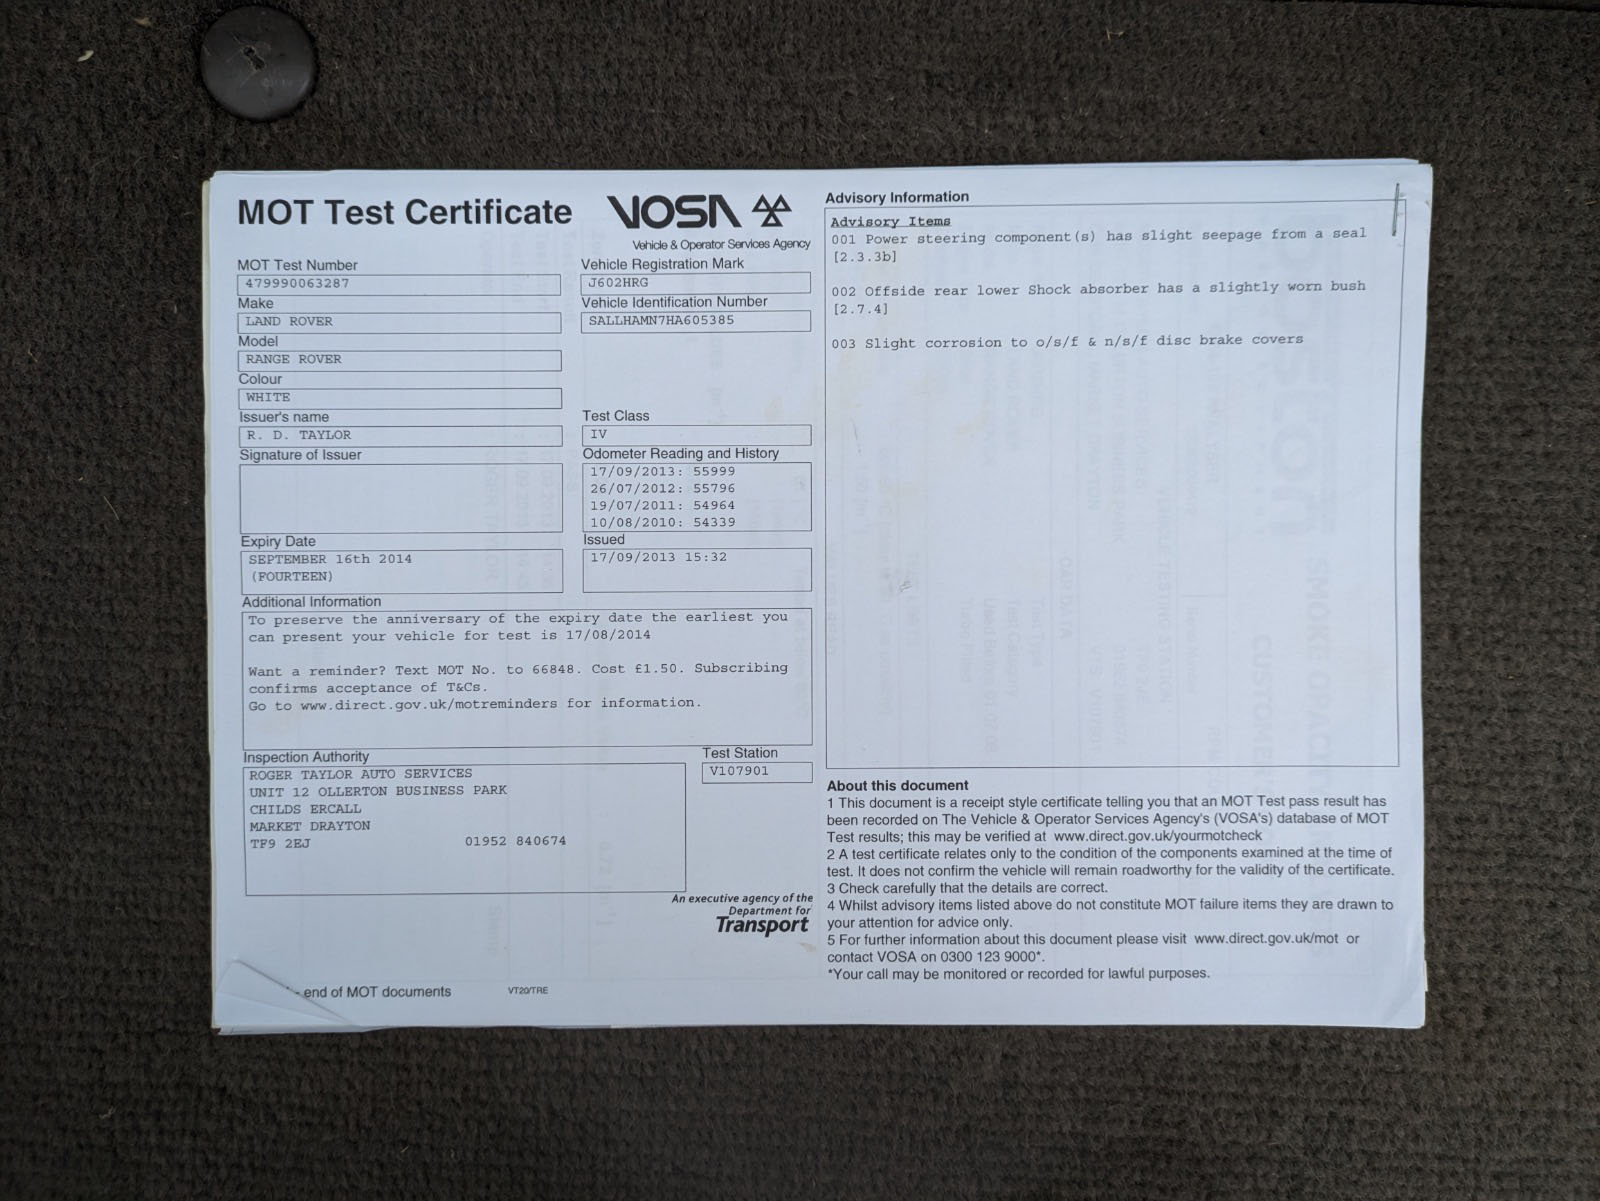 MOT Test Certificate
VOSA
Vehicle & Operator Services Agency
MOT Test Number
479990063287
Vehicle Registration Mark
J602HRG
Make
LAND ROVER
Vehicle Identification Number
SALLHAMN7HA605385
Model
RANGE ROVER
Colour
WHITE
Issuer's name
R. D. TAYLOR
Test Class
IV
Signature of Issuer
Odometer Reading and History
17/09/2013: 55999
26/07/2012: 55796
19/07/2011: 54964
10/08/2010: 54339
Expiry Date
SEPTEMBER 16th 2014
(FOURTEEN)
Issued
17/09/2013 15:32
Additional Information
To preserve the anniversary of the expiry date the earliest you
can present your vehicle for test is 17/08/2014
Want a reminder? Text MOT No. to 66848. Cost £1.50. Subscribing
confirms acceptance of T&Cs.
Go to www.direct.gov.uk/motreminders for information.
Inspection Authority
ROGER TAYLOR AUTO SERVICES
UNIT 12 OLLERTON BUSINESS PARK
CHILDS ERCALL
MARKET DRAYTON
TF9 2EJ 01952 840674
Test Station
V107901
An executive agency of the
Department for
Transport
- end of MOT documents
VT20/TRE
Advisory Information
Advisory Items
001 Power steering component(s) has slight seepage from a seal
[2.3.3b]
002 Offside rear lower Shock absorber has a slightly worn bush
[2.7.4]
003 Slight corrosion to o/s/f & n/s/f disc brake covers
About this document
1 This document is a receipt style certificate telling you that an MOT Test pass result has
been recorded on The Vehicle & Operator Services Agency's (VOSA's) database of MOT
Test results; this may be verified at www.direct.gov.uk/yourmotcheck
2 A test certificate relates only to the condition of the components examined at the time of
test. It does not confirm the vehicle will remain roadworthy for the validity of the certificate.
3 Check carefully that the details are correct.
4 Whilst advisory items listed above do not constitute MOT failure items they are drawn to
your attention for advice only.
5 For further information about this document please visit www.direct.gov.uk/mot or
contact VOSA on 0300 123 9000*.
*Your call may be monitored or recorded for lawful purposes.